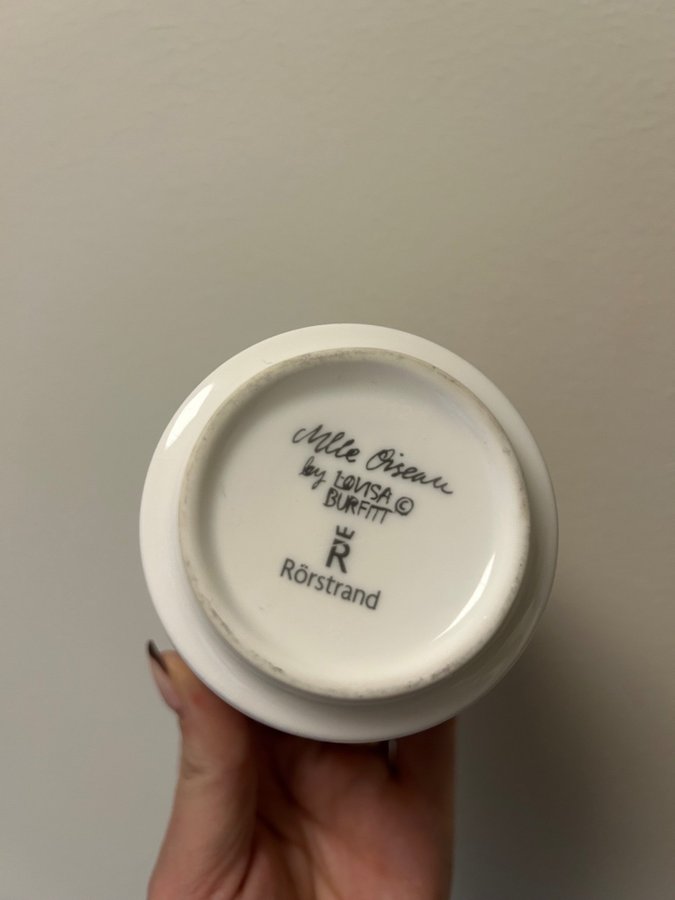 Mlle Oiseau
by LOVISA ©
BURFITT
R
Rörstrand